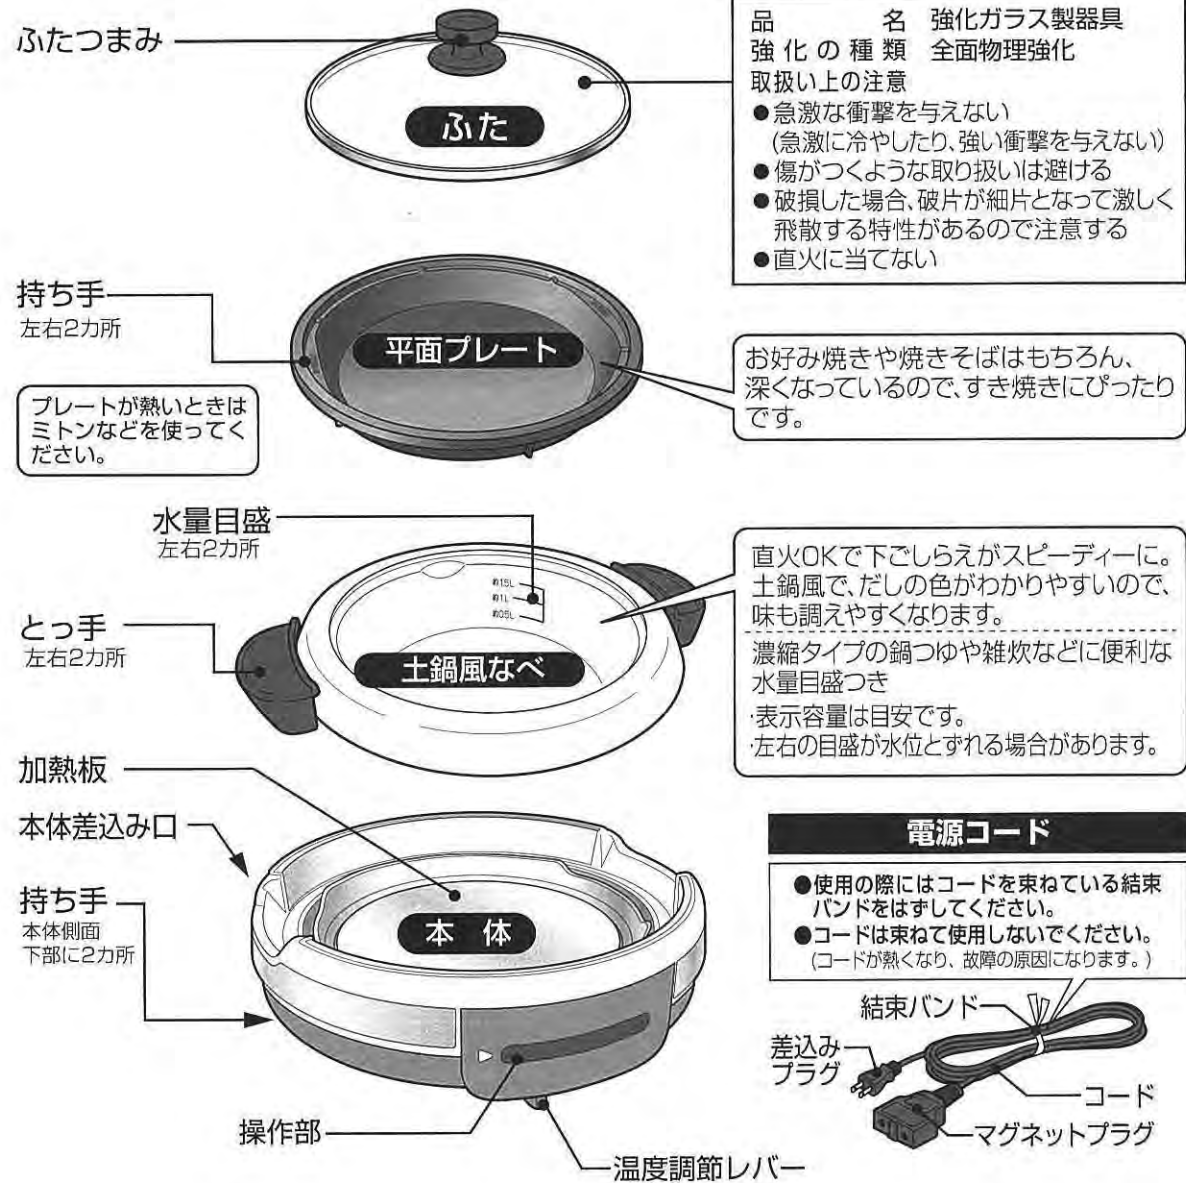 ふたつまみ
ふた
品名 強化ガラス製器具
強化の種類 全面物理強化
取扱い上の注意
●急激な衝撃を与えない
(急激に冷やしたり、強い衝撃を与えない)
●傷がつくような取り扱いは避ける
●破損した場合、破片が細片となって激しく
飛散する特性があるので注意する
●直火に当てない
持ち手
左右2カ所
平面プレート
プレートが熱いときは
ミトンなどを使ってく
ださい。
お好み焼きや焼きそばはもちろん、
深くなっているので、すき焼きにぴったり
です。
水量目盛
左右2カ所
約1.5L
約1L
約0.5L
とっ手
左右2カ所
土鍋風なべ
直火OKで下ごしらえがスピーディーに。
土鍋風で、だしの色がわかりやすいので、
味も調えやすくなります。
濃縮タイプの鍋つゆや雑炊などに便利な
水量目盛つき
・表示容量は目安です。
・左右の目盛が水位とずれる場合があります。
加熱板
本体差込み口
持ち手
本体側面
下部に2カ所
本体
操作部
温度調節レバー
電源コード
●使用の際にはコードを束ねている結束
バンドをはずしてください。
●コードは束ねて使用しないでください。
(コードが熱くなり、故障の原因になります。)
結束バンド
差込み
プラグ
コード
マグネットプラグ